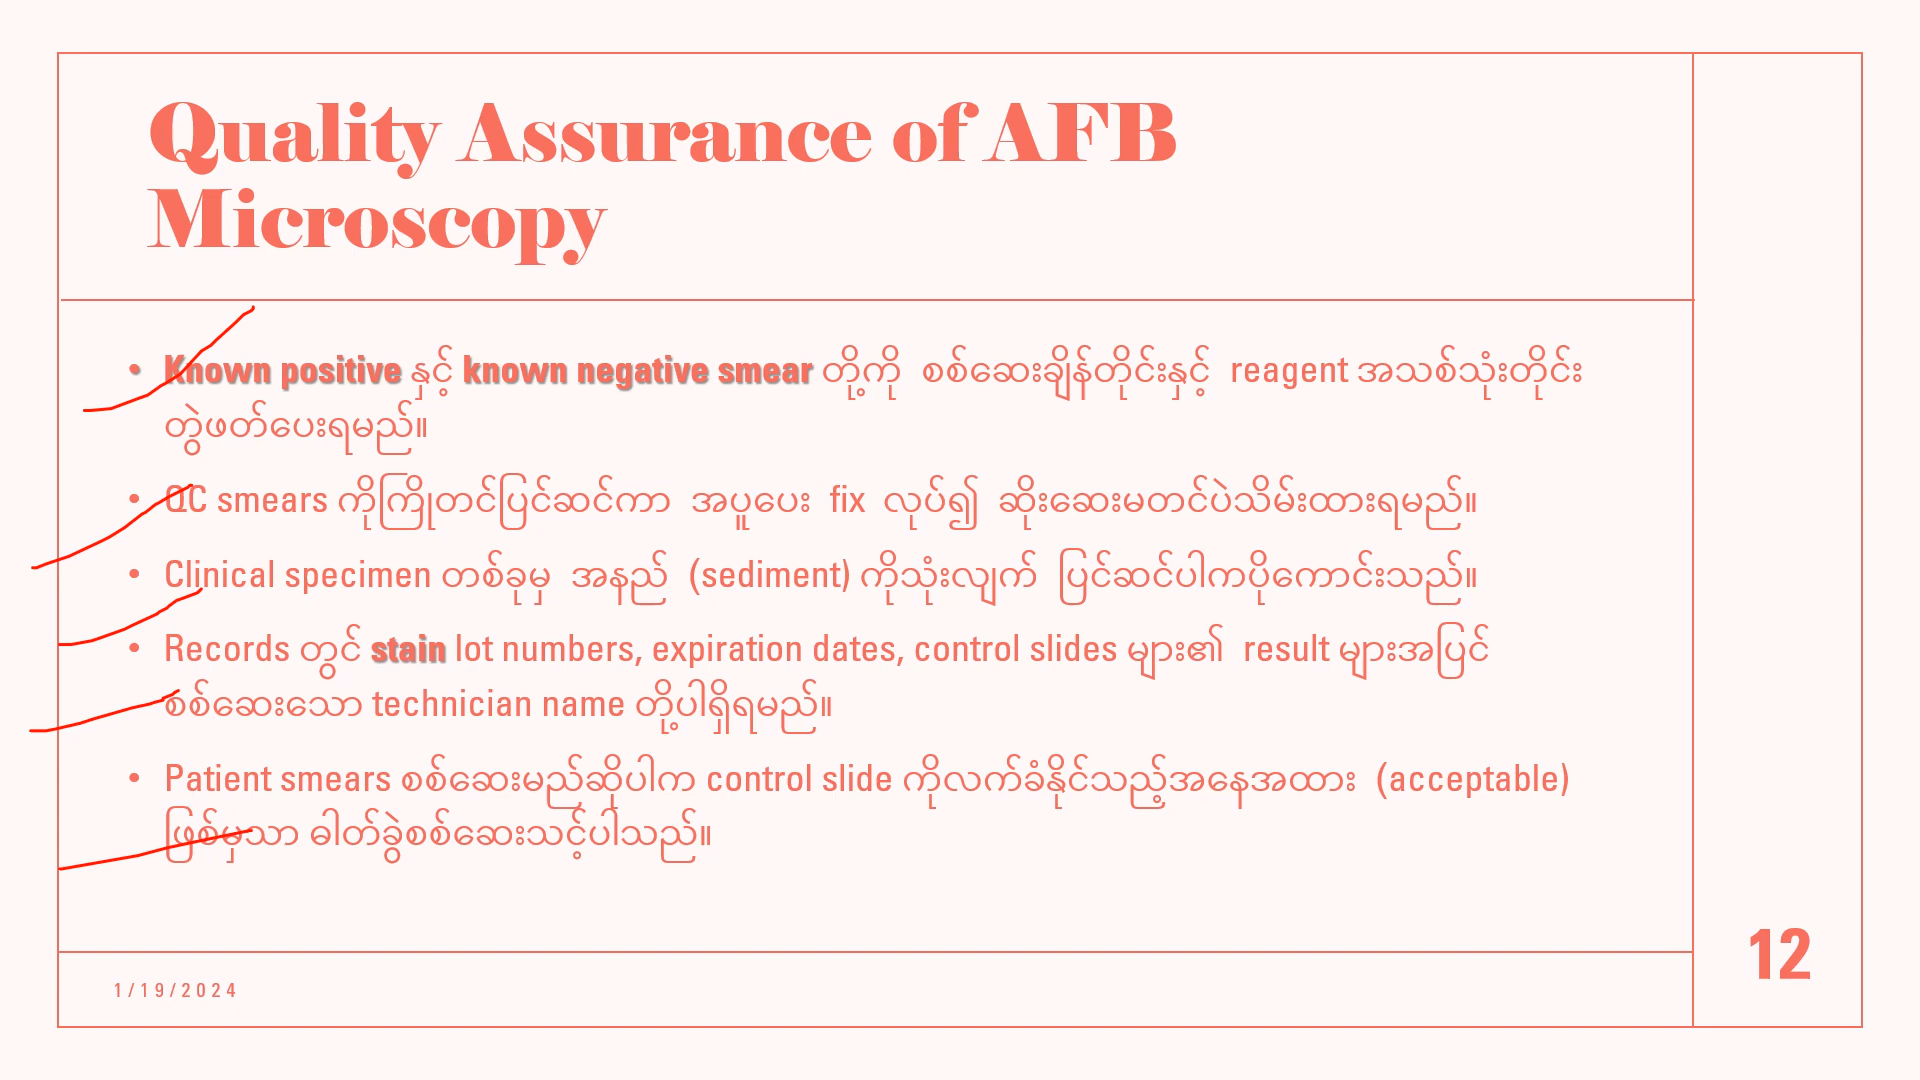 Quality Assurance of AFB
Microscopy
• Known positive နှင့် known negative smear တို့ကို စစ်ဆေးချိန်တိုင်းနှင့် reagent အသစ်သုံးတိုင်း
တွဲဖတ်ပေးရမည်။
• QC smears ကိုကြိုတင်ပြင်ဆင်ကာ အပူပေး fix လုပ်၍ ဆိုးဆေးမတင်ပဲသိမ်းထားရမည်။
• Clinical specimen တစ်ခုမှ အနည် (sediment) ကိုသုံးလျက် ပြင်ဆင်ပါကပိုကောင်းသည်။
• Records တွင် stain lot numbers, expiration dates, control slides များ၏ result များအပြင်
စစ်ဆေးသော technician name တို့ပါရှိရမည်။
• Patient smears စစ်ဆေးမည်ဆိုပါက control slide ကိုလက်ခံနိုင်သည့်အနေအထား (acceptable)
ဖြစ်မှသာ ဓါတ်ခွဲစစ်ဆေးသင့်ပါသည်။
12
1/19/2024